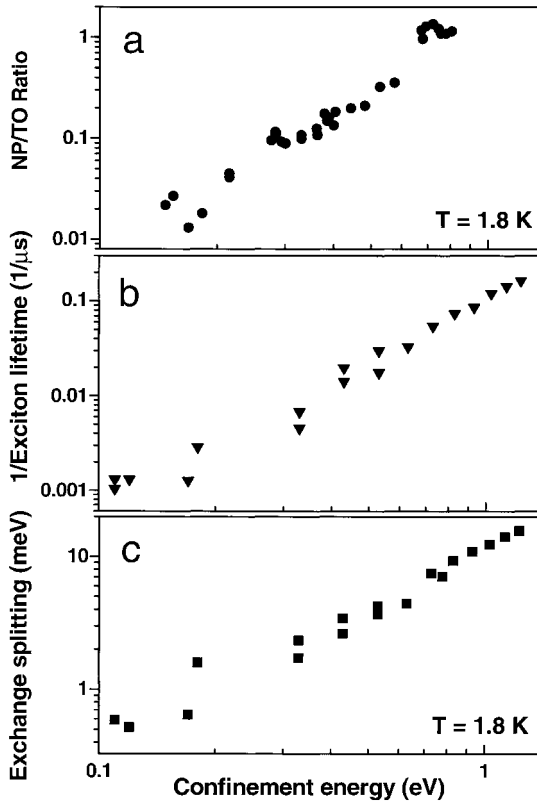 a
NP/TO Ratio
1
0.1
0.01
T = 1.8 K
b
1/Exciton lifetime (1/μs)
0.1
0.01
0.001
c
Exchange splitting (meV)
10
1
T = 1.8 K
0.1
1
Confinement energy (eV)